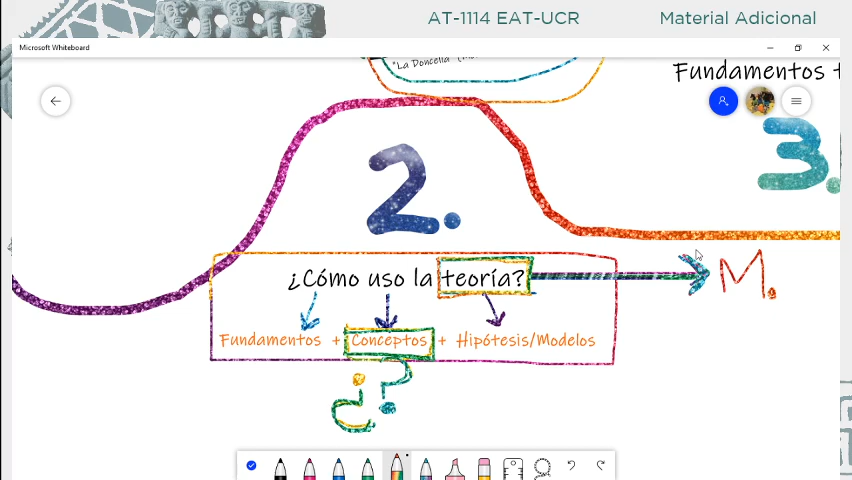 AT-1114 EAT-UCR
Material Adicional
Microsoft Whiteboard
"La Doncella"
Fundamentos +
2.
3.
¿Cómo uso la teoría?
M.
Fundamentos + Conceptos + Hipótesis/Modelos
¿?